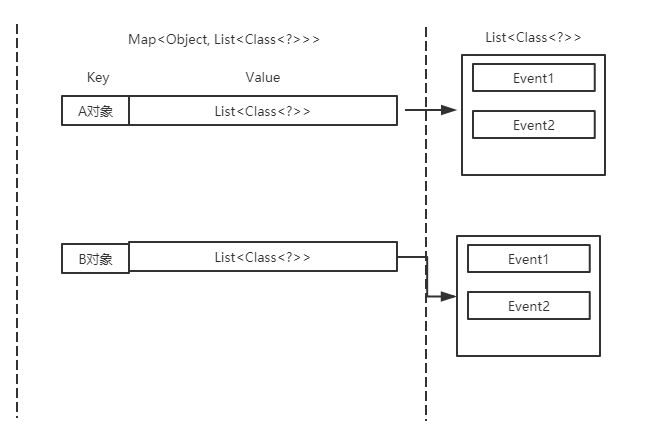 Map<Object, List<Class<?>>>
List<Class<?>>
Key
Value
A对象
List<Class<?>>
Event1
Event2
B对象
List<Class<?>>
Event1
Event2